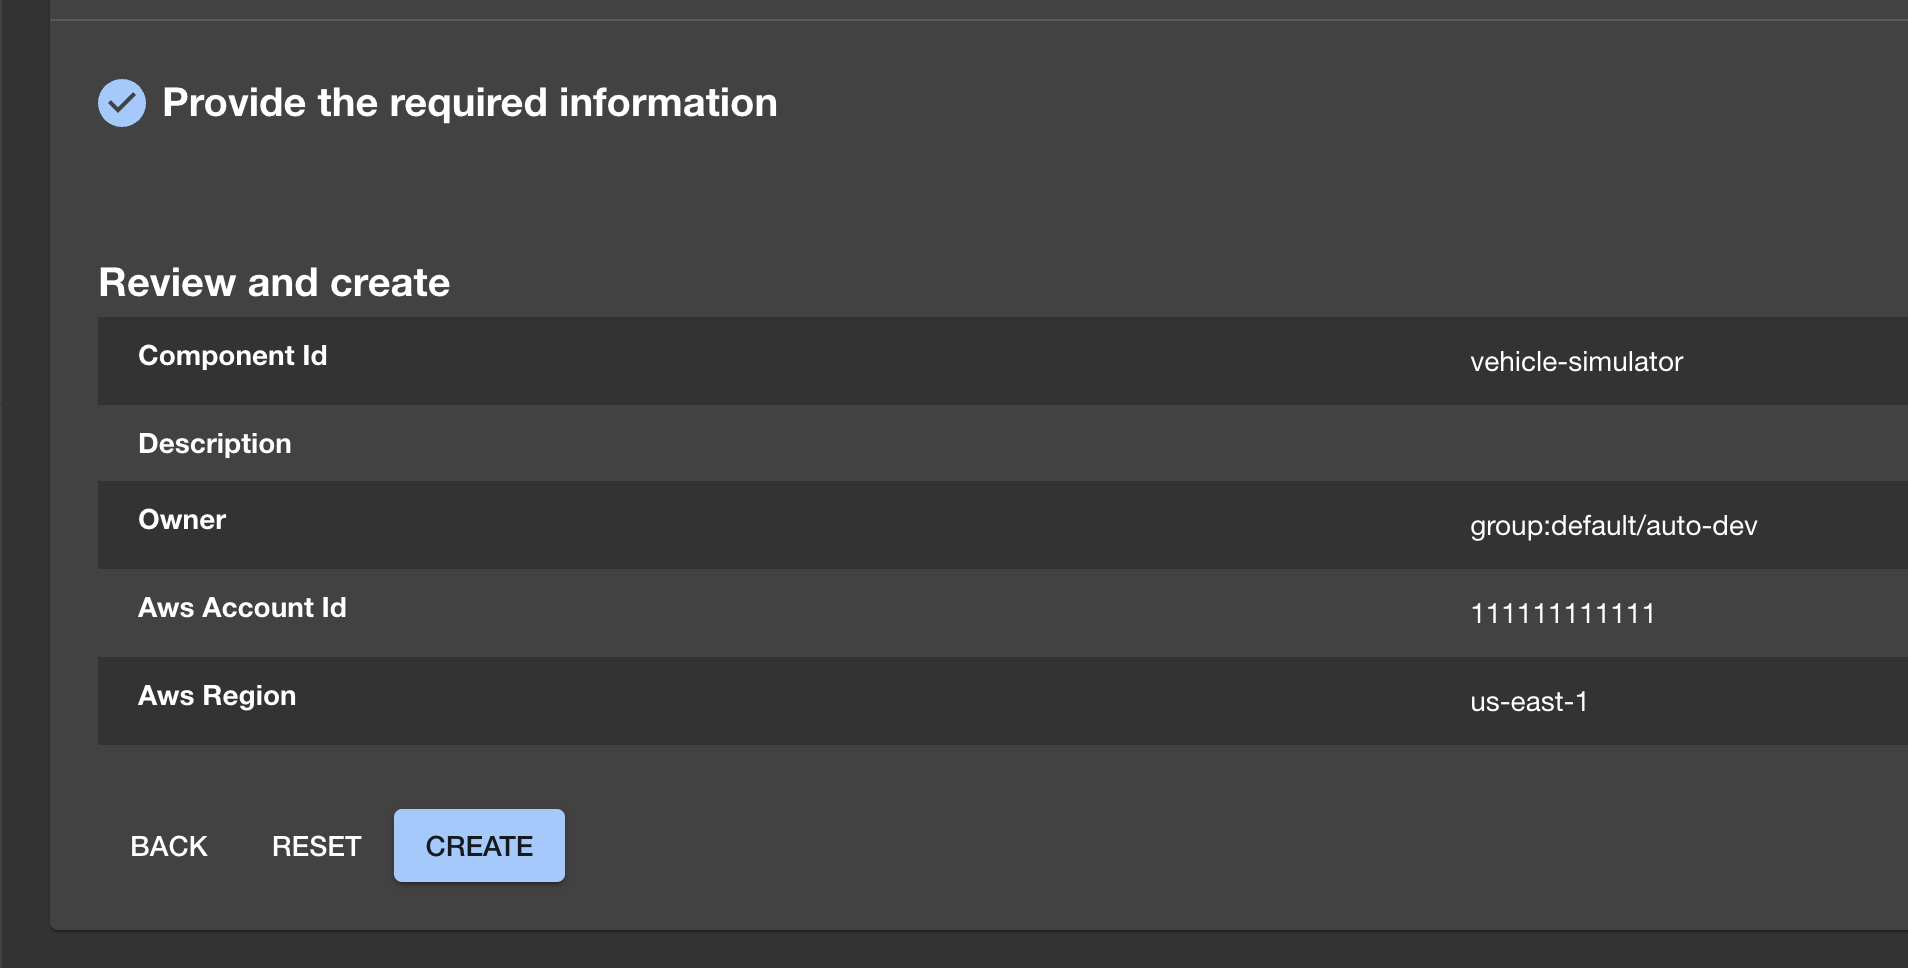 Provide the required information
Review and create
Component Id vehicle-simulator
Description
Owner group:default/auto-dev
Aws Account Id 111111111111
Aws Region us-east-1
BACK RESET CREATE